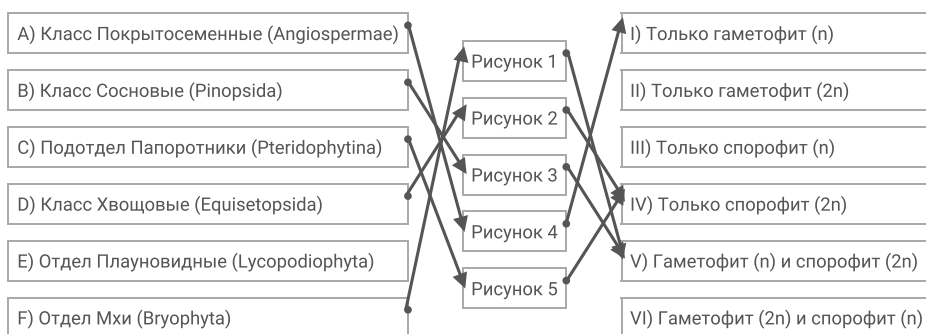 A) Класс Покрытосеменные (Angiospermae)
B) Класс Сосновые (Pinopsida)
C) Подотдел Папоротники (Pteridophytina)
D) Класс Хвощовые (Equisetopsida)
E) Отдел Плауновидные (Lycopodiophyta)
F) Отдел Мхи (Bryophyta)
Рисунок 1
Рисунок 2
Рисунок 3
Рисунок 4
Рисунок 5
I) Только гаметофит (n)
II) Только гаметофит (2n)
III) Только спорофит (n)
IV) Только спорофит (2n)
V) Гаметофит (n) и спорофит (2n)
VI) Гаметофит (2n) и спорофит (n)